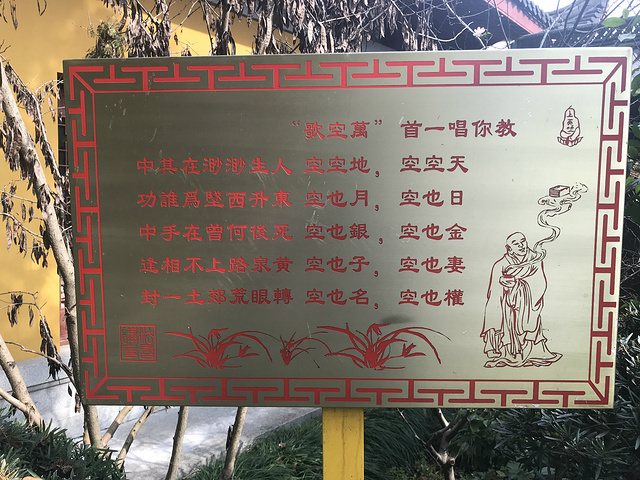 教你唱一首“萬空歌”
天空空，地空空 人生渺渺在其中
日也空，月也空 東升西墜爲誰功
金也空，銀也空 死後何曾在手中
妻也空，子也空 黄泉路上不相逢
權也空，名也空 轉眼荒郊土一封